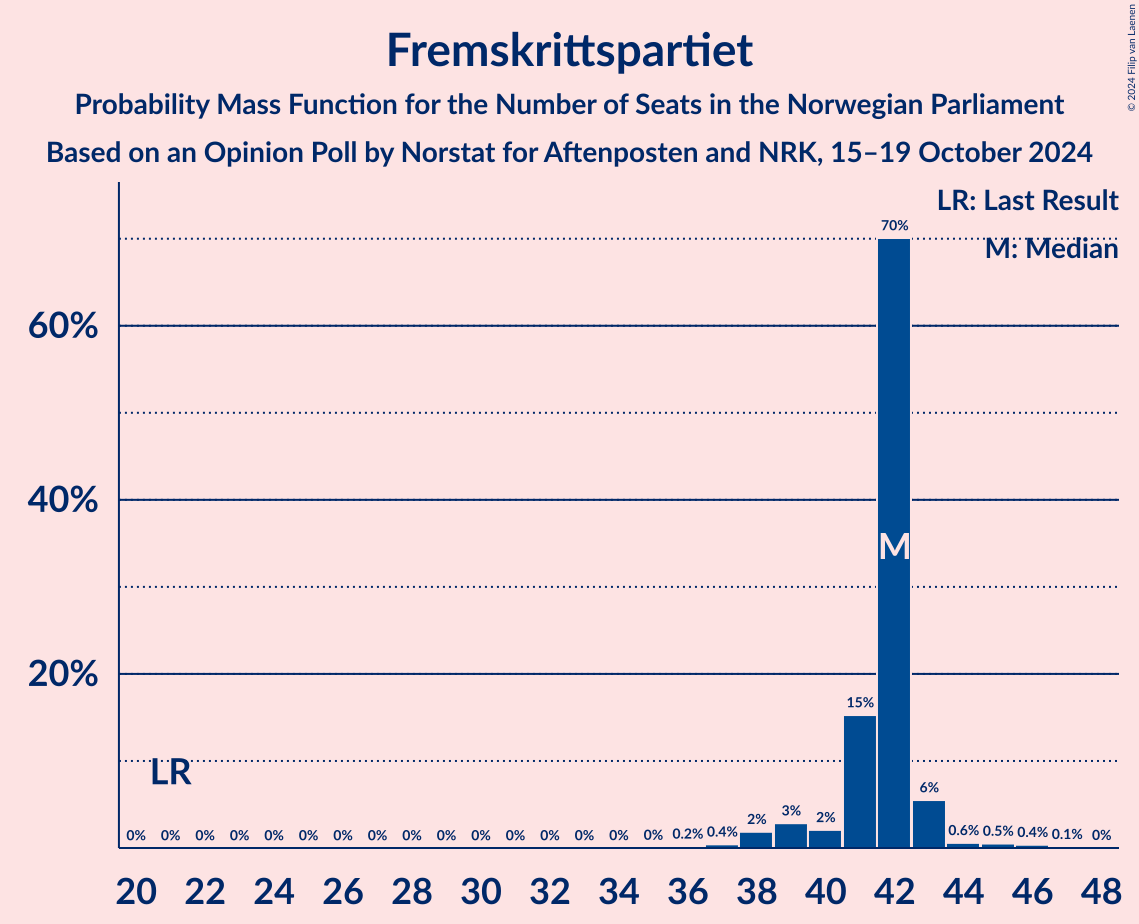 Fremskrittspartiet
Probability Mass Function for the Number of Seats in the Norwegian Parliament
Based on an Opinion Poll by Norstat for Aftenposten and NRK, 15–19 October 2024
© 2024 Filip van Laenen
LR: Last Result
M: Median
70%
60%
40%
M
20%
15%
LR
6%
0% 0% 0% 0% 0% 0% 0% 0% 0% 0% 0% 0% 0% 0% 0% 0% 0.2% 0.4% 2% 3% 2% 0.6% 0.5% 0.4% 0.1% 0%
20 22 24 26 28 30 32 34 36 38 40 42 44 46 48